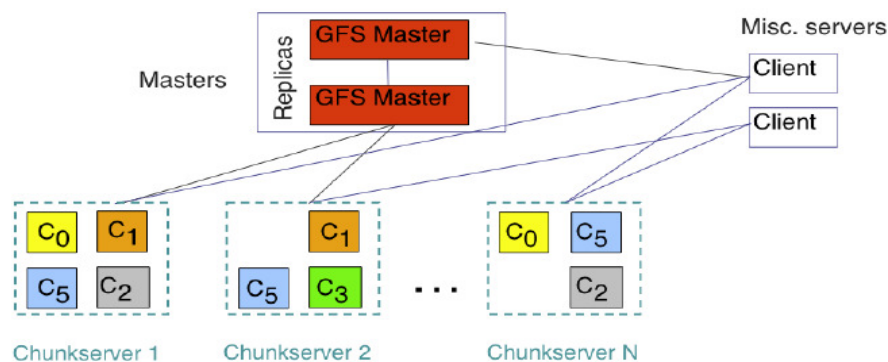 GFS Master
Misc. servers
Replicas
Masters
Client
GFS Master
Client
C0 C1
C1
C0 C5
C5 C2
C5 C3
...
C2
Chunkserver 1
Chunkserver 2
Chunkserver N